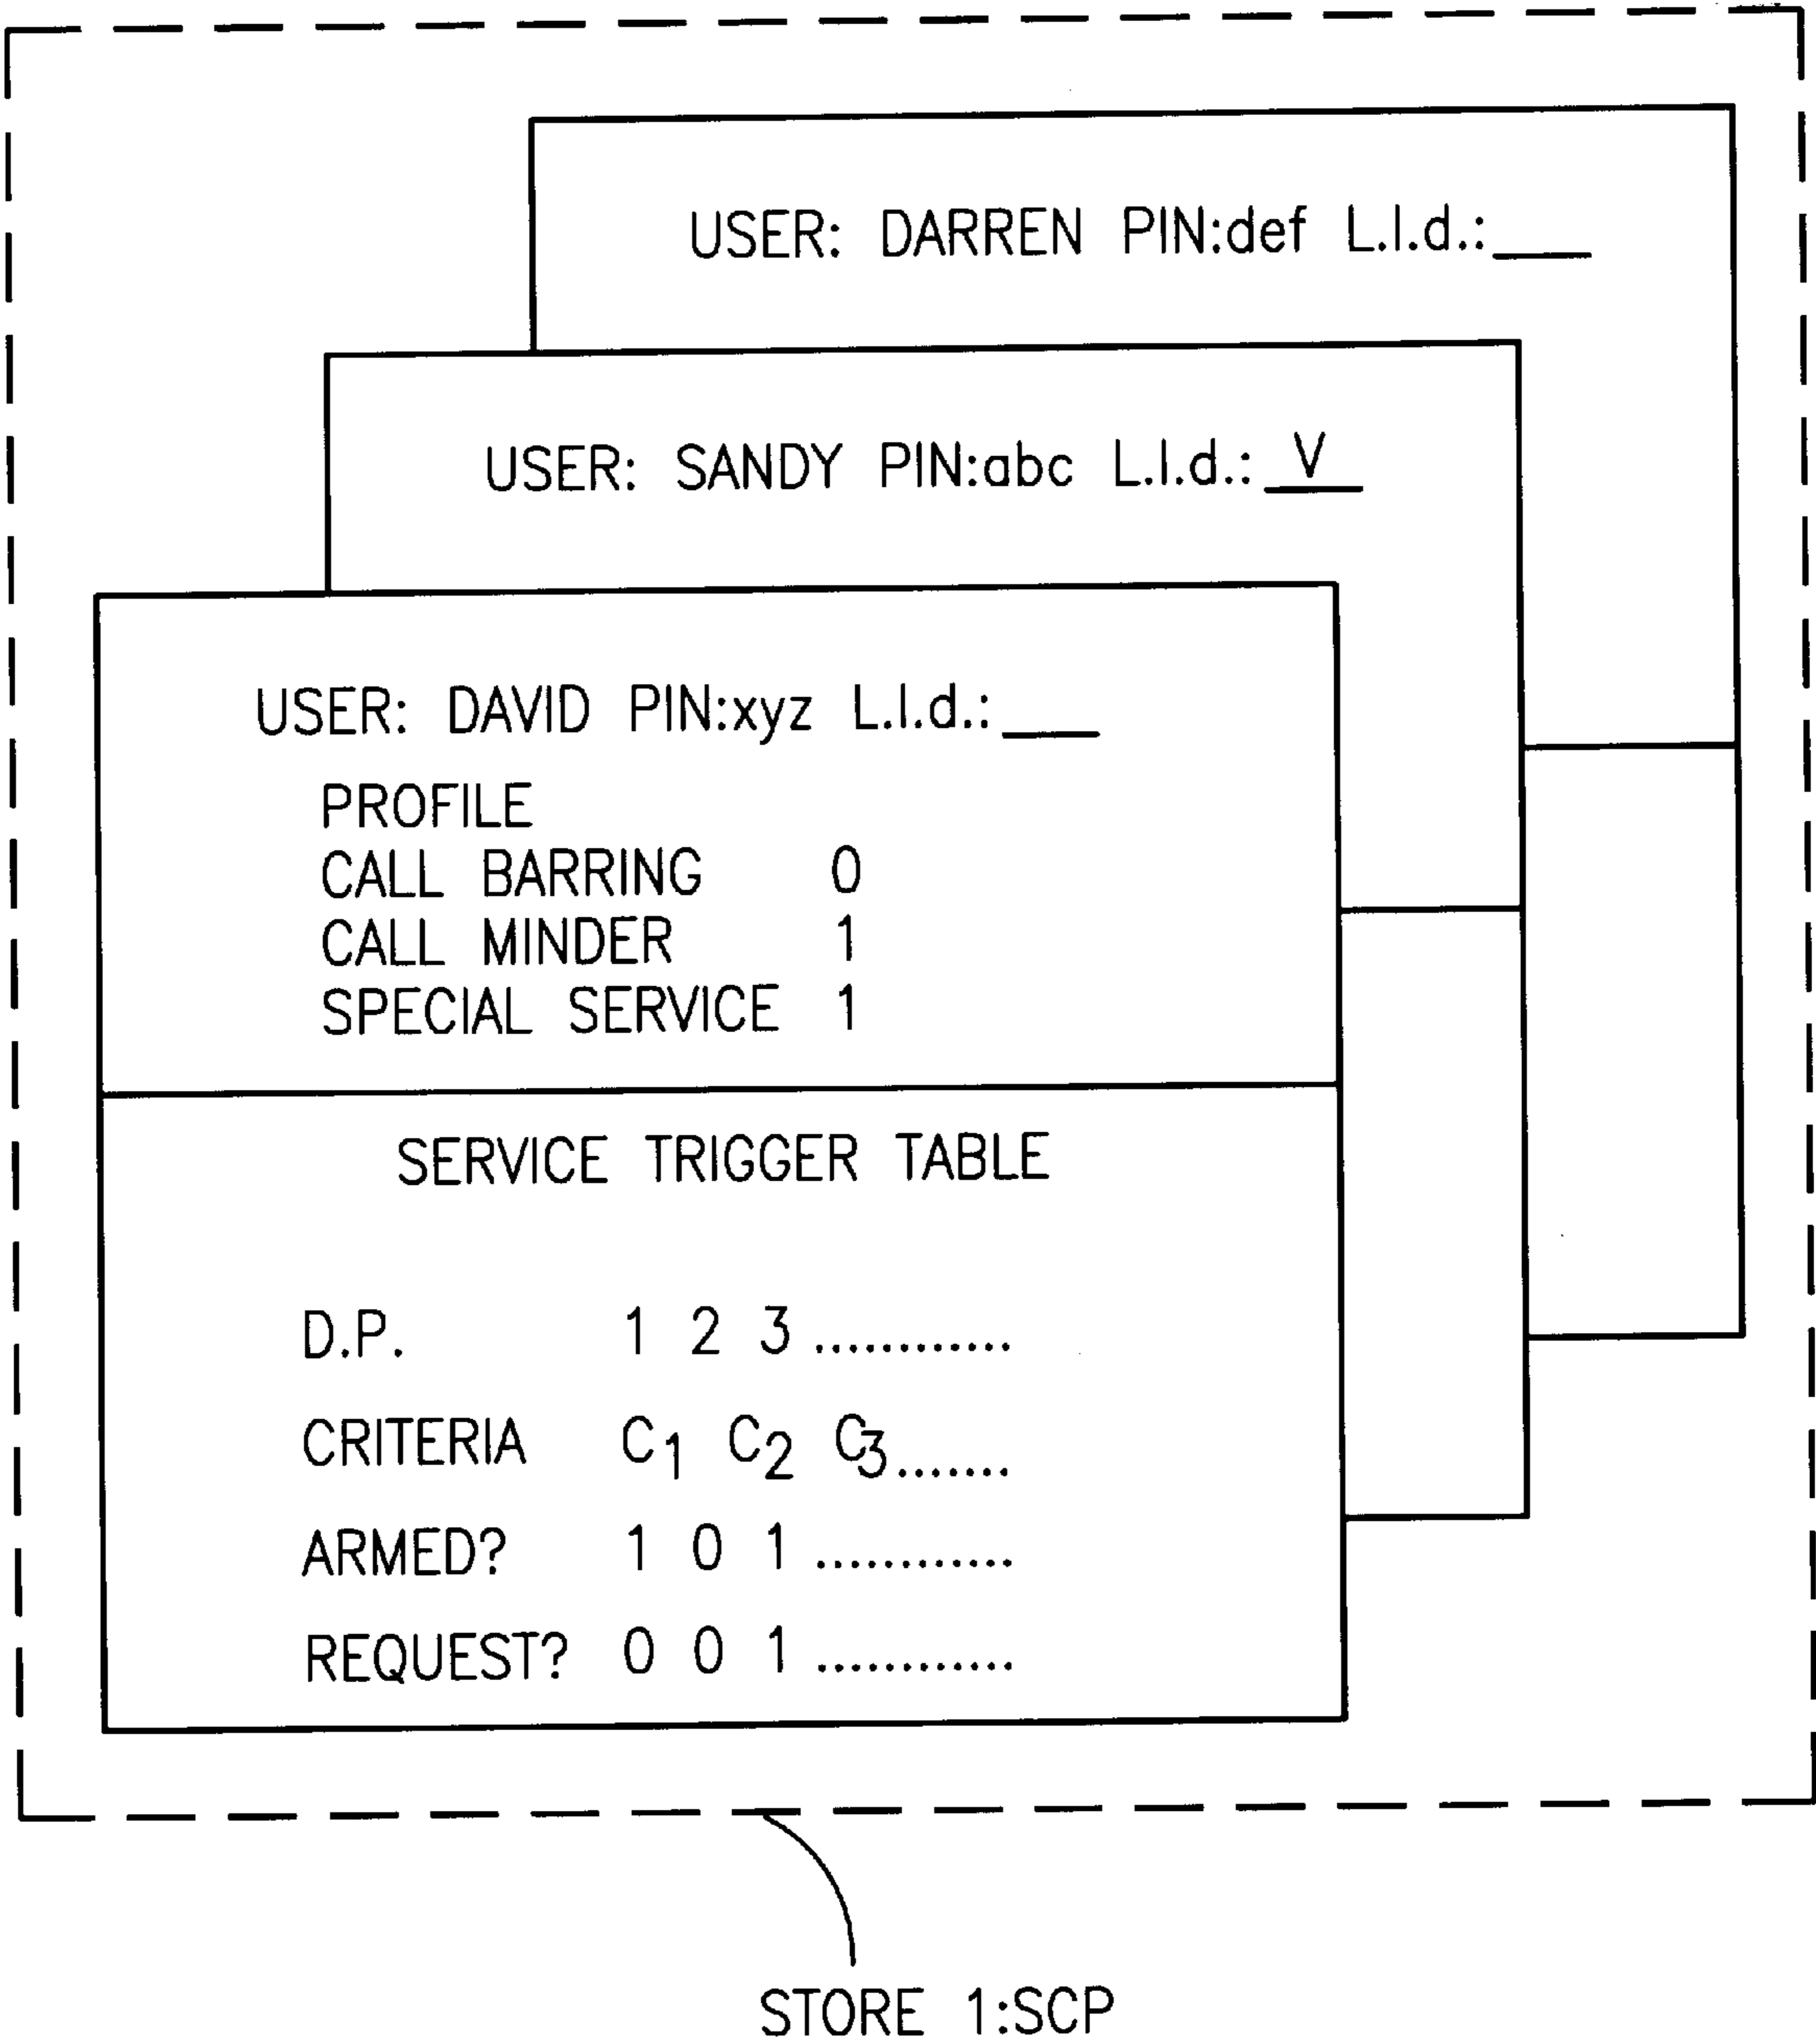 USER: DARREN PIN:def L.l.d.:____
USER: SANDY PIN:abc L.l.d.: V
USER: DAVID PIN:xyz L.l.d.:____
PROFILE
CALL BARRING 0
CALL MINDER 1
SPECIAL SERVICE 1
SERVICE TRIGGER TABLE
D.P. 1 2 3 ............
CRITERIA C1 C2 C3.......
ARMED? 1 0 1 ............
REQUEST? 0 0 1 ............
STORE 1:SCP